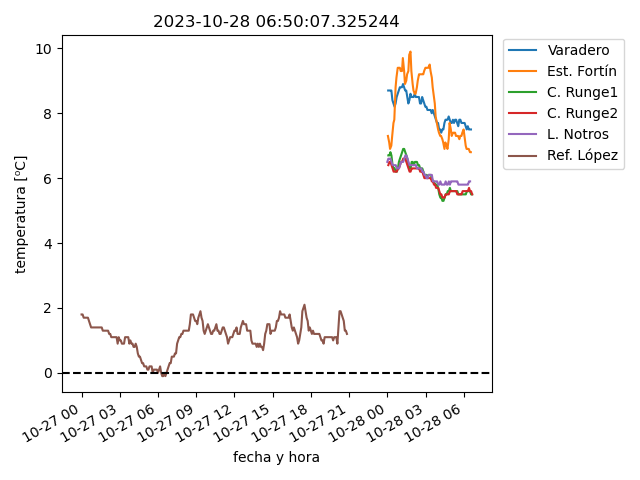 2023-10-28 06:50:07.325244
temperatura [ºC]
10
8
6
4
2
0
10-27 00
10-27 03
10-27 06
10-27 09
10-27 12
10-27 15
10-27 18
10-27 21
10-28 00
10-28 03
10-28 06
fecha y hora
Varadero
Est. Fortín
C. Runge1
C. Runge2
L. Notros
Ref. López